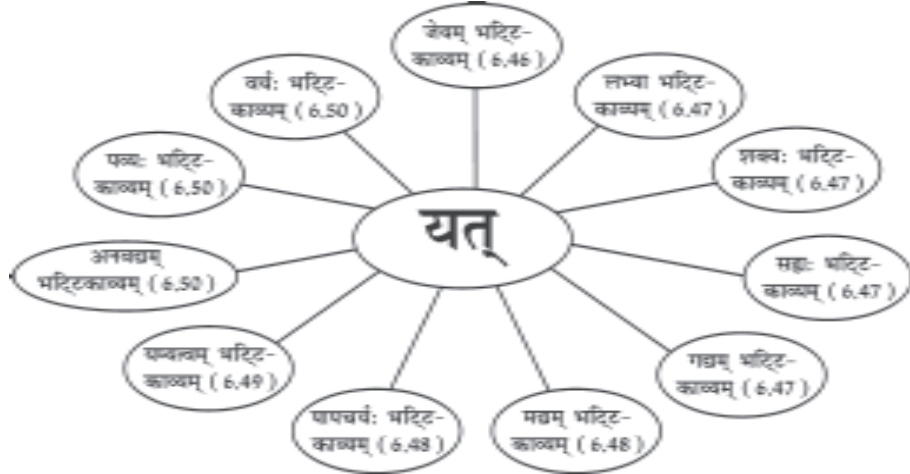 जेयम् भटि्ट-
काव्यम् ( 6,46 )
लभ्या भटि्ट-
काव्यम् ( 6,47 )
शक्यः भटि्ट-
काव्यम् ( 6,47 )
सह्यः भटि्ट-
काव्यम् ( 6,47 )
गद्यम् भटि्ट-
काव्यम् ( 6,47 )
मद्यम् भटि्ट-
काव्यम् ( 6,48 )
पापचर्यः भटि्ट-
काव्यम् ( 6,48 )
यम्यत्वम् भटि्ट-
काव्यम् ( 6,49 )
अनवद्यम्
भटि्टकाव्यम् ( 6,50 )
भटि्ट-
काव्यम् ( 6,50 )
वर्यः भटि्ट-
काव्यम् ( 6,50 )
यत्